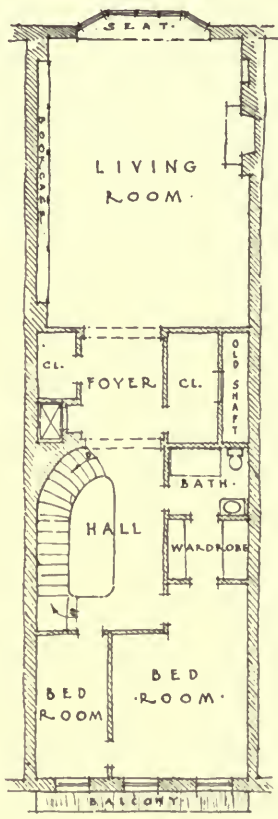 SEAT.
BOOKCASE
LIVING
ROOM.
CL.
FOYER
CL.
OLD SHAFT
BATH.
HALL
WARDROBE
BED
ROOM
BED
ROOM.
BALCONY